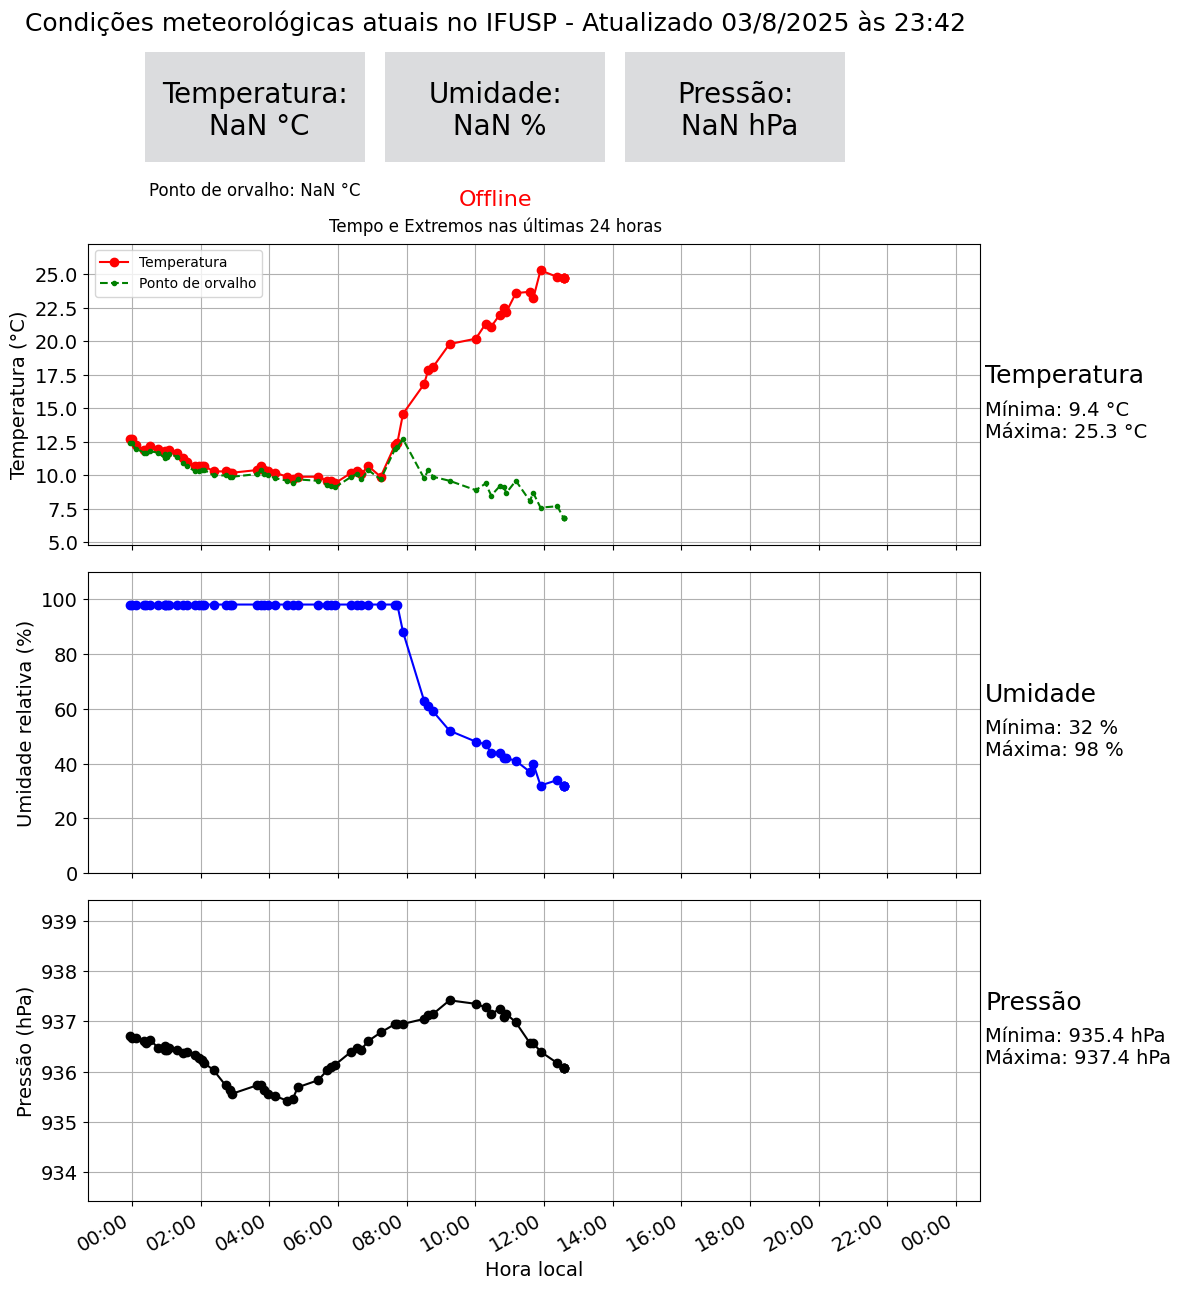 Condições meteorológicas atuais no IFUSP - Atualizado 03/8/2025 às 23:42
Temperatura:
NaN °C
Umidade:
NaN %
Pressão:
NaN hPa
Ponto de orvalho: NaN °C
Offline
Tempo e Extremos nas últimas 24 horas
Temperatura
Ponto de orvalho
Temperatura (°C)
25.0
22.5
20.0
17.5
15.0
12.5
10.0
7.5
5.0
Temperatura
Mínima: 9.4 °C
Máxima: 25.3 °C
Umidade relativa (%)
100
80
60
40
20
0
Umidade
Mínima: 32 %
Máxima: 98 %
Pressão (hPa)
939
938
937
936
935
934
Pressão
Mínima: 935.4 hPa
Máxima: 937.4 hPa
00:00 02:00 04:00 06:00 08:00 10:00 12:00 14:00 16:00 18:00 20:00 22:00 00:00
Hora local